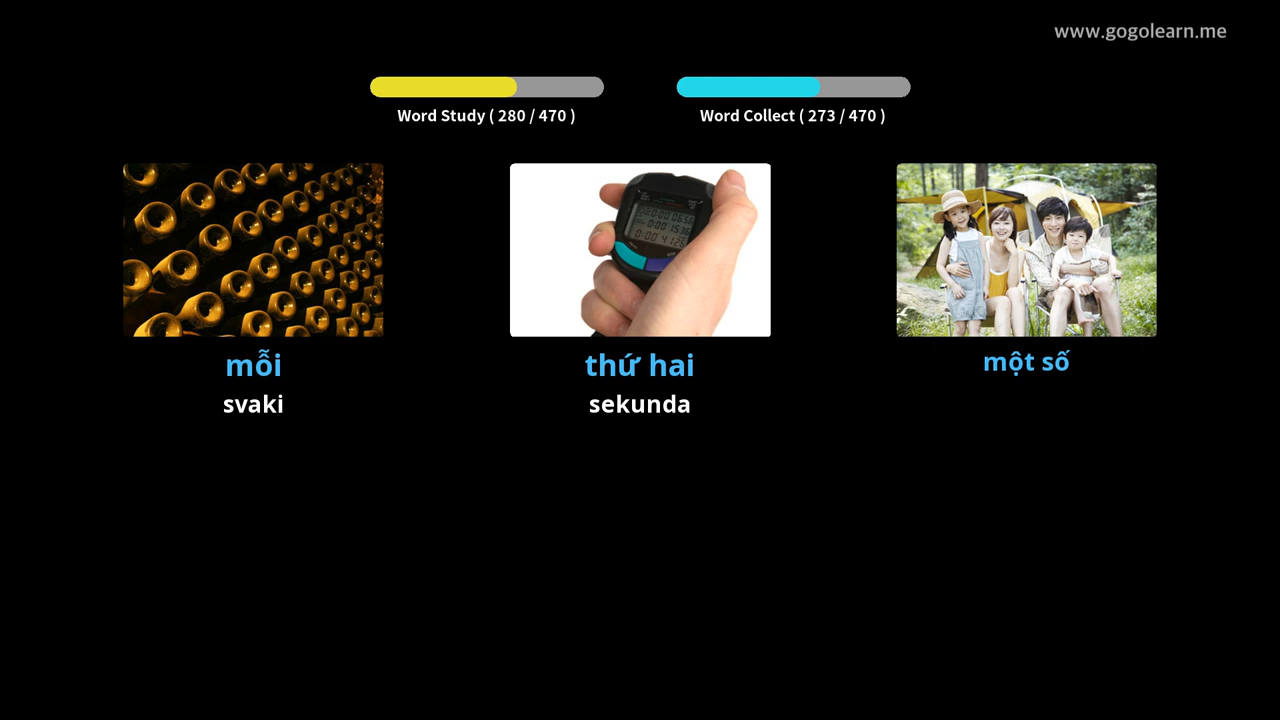 www.gogolearn.me
Word Study ( 280 / 470 )
Word Collect ( 273 / 470 )
mỗi
svaki
thứ hai
sekunda
một số